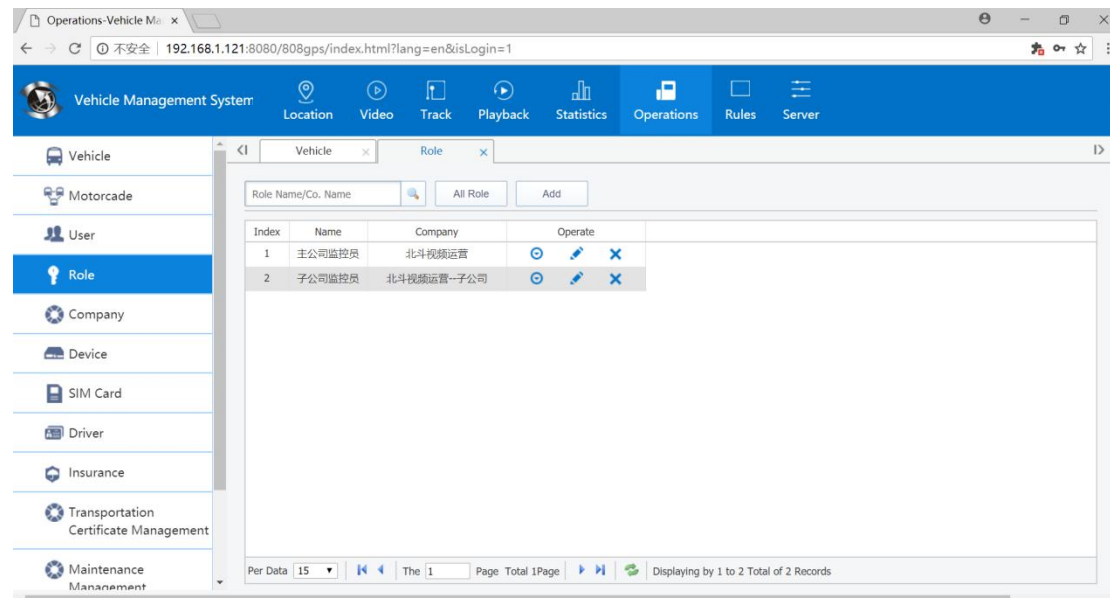 Operations-Vehicle Ma
不安全 192.168.1.121:8080/808gps/index.html?lang=en&isLogin=1
Vehicle Management System
Location Video Track Playback Statistics Operations Rules Server
Vehicle
Motorcade
User
Role
Company
Device
SIM Card
Driver
Insurance
Transportation
Certificate Management
Maintenance
Management
Vehicle Role
Role Name/Co. Name All Role Add
Index Name Company Operate
1 主公司监控员 北斗视频运营
2 子公司监控员 北斗视频运营--子公司
Per Data 15 The 1 Page Total 1Page Displaying by 1 to 2 Total of 2 Records